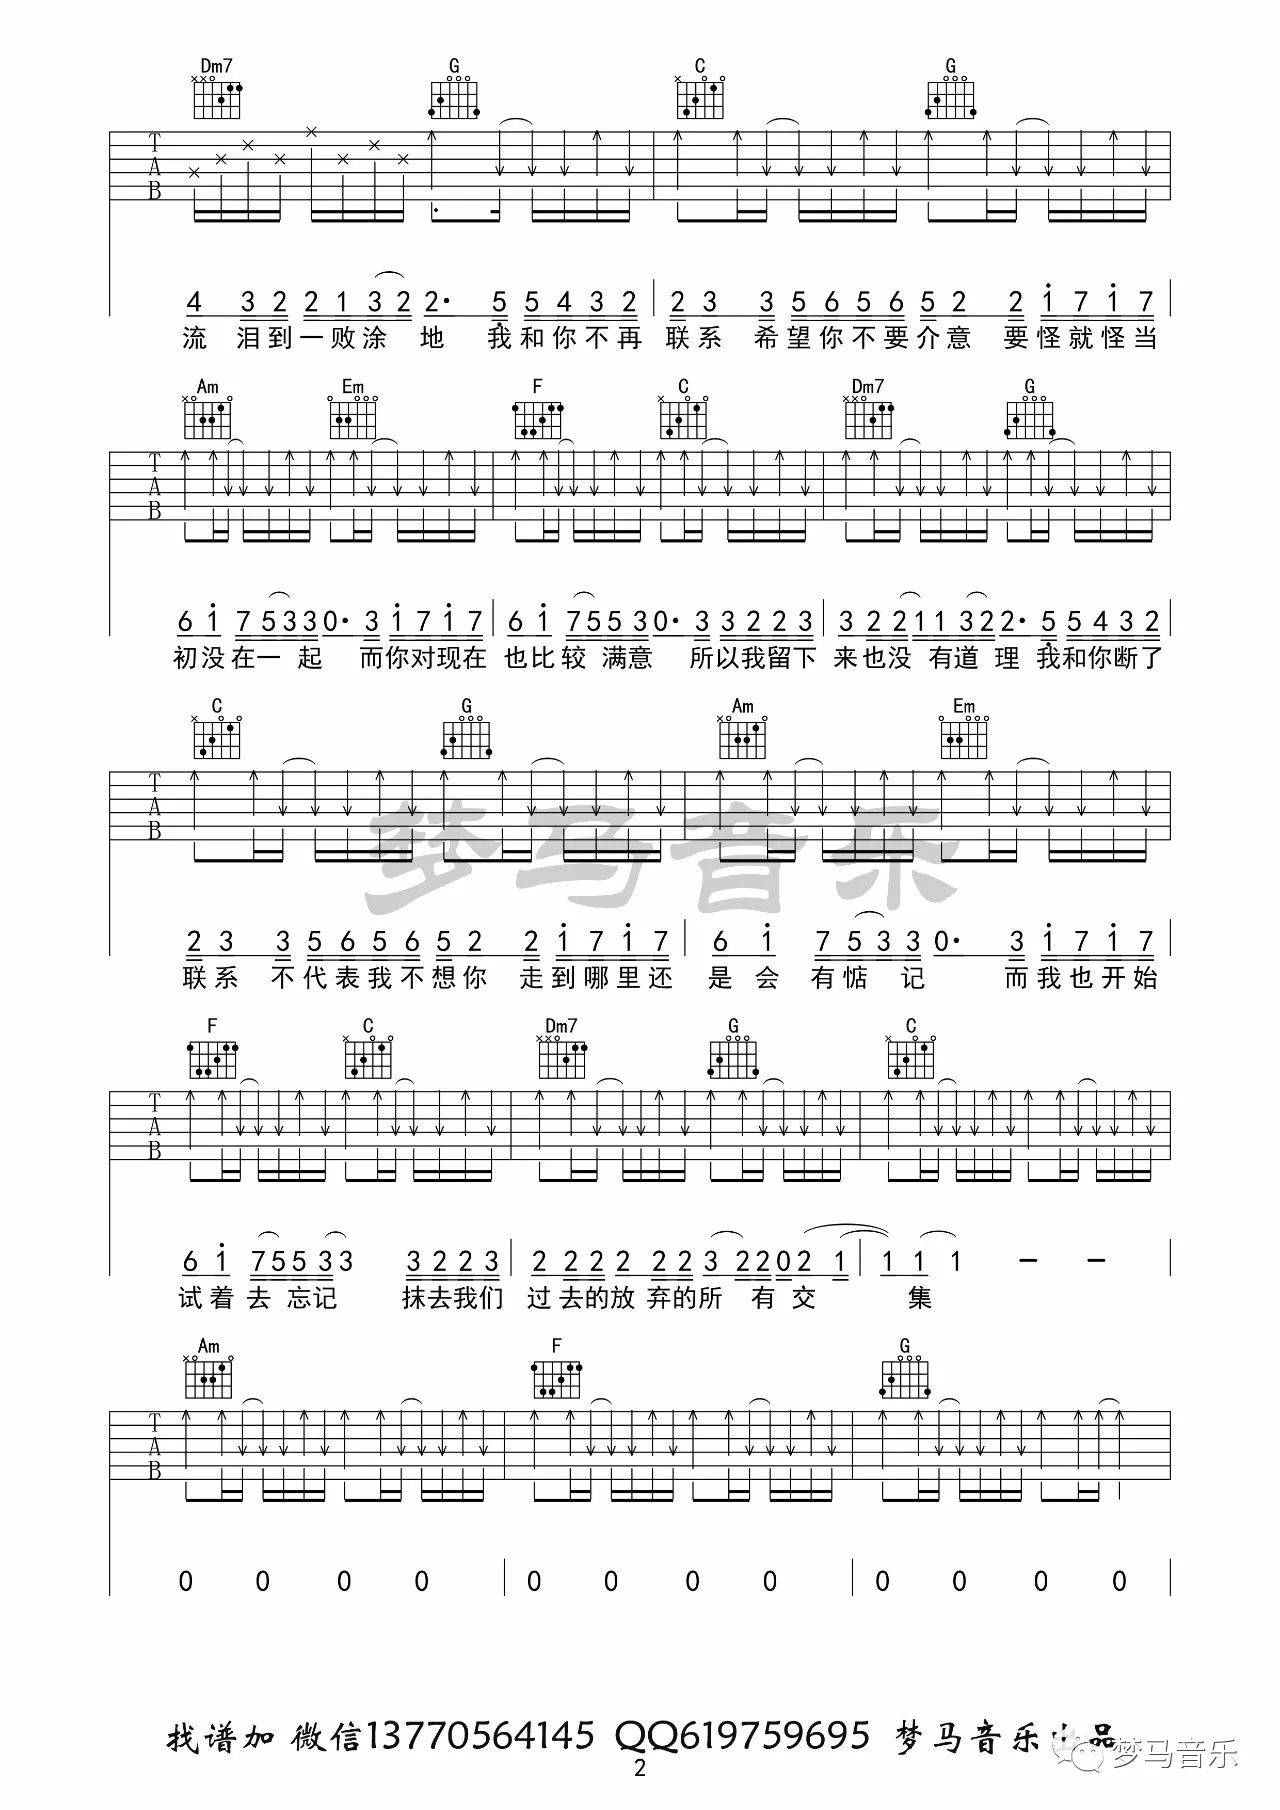 Dm7 G C G
T
A
B
4 3 2 2 1 3 2 2· 5 5 4 3 2 2 3 3 5 6 5 6 5 2 2 1 7 1 7
流 泪到一败涂 地 我和你不再 联系 希望你不要介意 要怪就怪当
Am Em F C Dm7 G
T
A
B
6 1 7 5 3 3 0· 3 1 7 1 7 6 1 7 5 5 3 0· 3 3 2 2 3 3 2 2 1 1 3 2 2· 5 5 4 3 2
初没在一 起 而你对现在 也比较 满意 所以我留下 来也没 有道 理 我和你断了
C G Am Em
T
A
B
梦马音乐
2 3 3 5 6 5 6 5 2 2 1 7 1 7 6 1 7 5 3 3 0· 3 1 7 1 7
联系 不代表我不想你 走到哪里还 是 会 有惦 记 而我也开始
F C Dm7 G C
T
A
B
6 1 7 5 5 3 3 3 2 2 3 2 2 2 2 2 2 3 2 2 0 2 1 1 1 1 — —
试着去 忘记 抹去我们 过去的放 弃的所 有 交 集
Am F G
T
A
B
0 0 0 0 0 0 0 0 0 0 0 0
找谱加 微信13770564145 QQ619759695 梦马音乐出品
梦马音乐
2